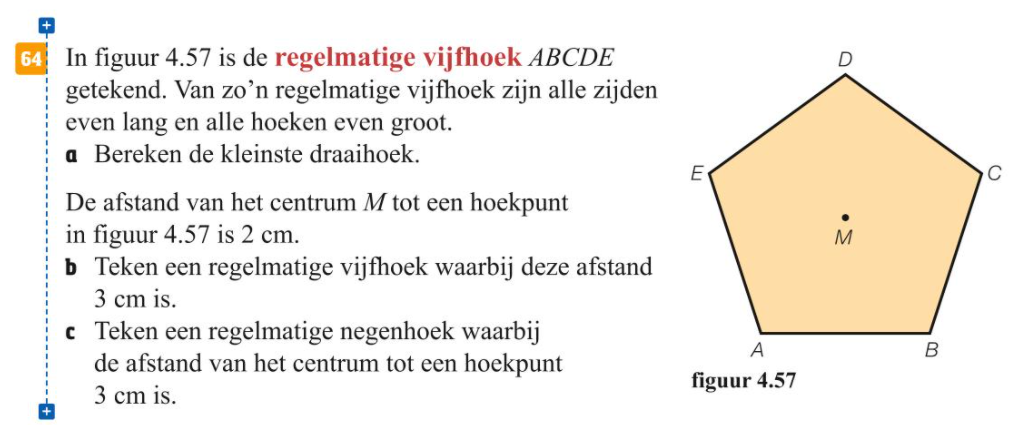 64 In figuur 4.57 is de regelmatige vijfhoek ABCDE
getekend. Van zo’n regelmatige vijfhoek zijn alle zijden
even lang en alle hoeken even groot.
a Bereken de kleinste draaihoek.
De afstand van het centrum M tot een hoekpunt
in figuur 4.57 is 2 cm.
b Teken een regelmatige vijfhoek waarbij deze afstand
3 cm is.
c Teken een regelmatige negenhoek waarbij
de afstand van het centrum tot een hoekpunt
3 cm is.
D
E
C
M
A
B
figuur 4.57